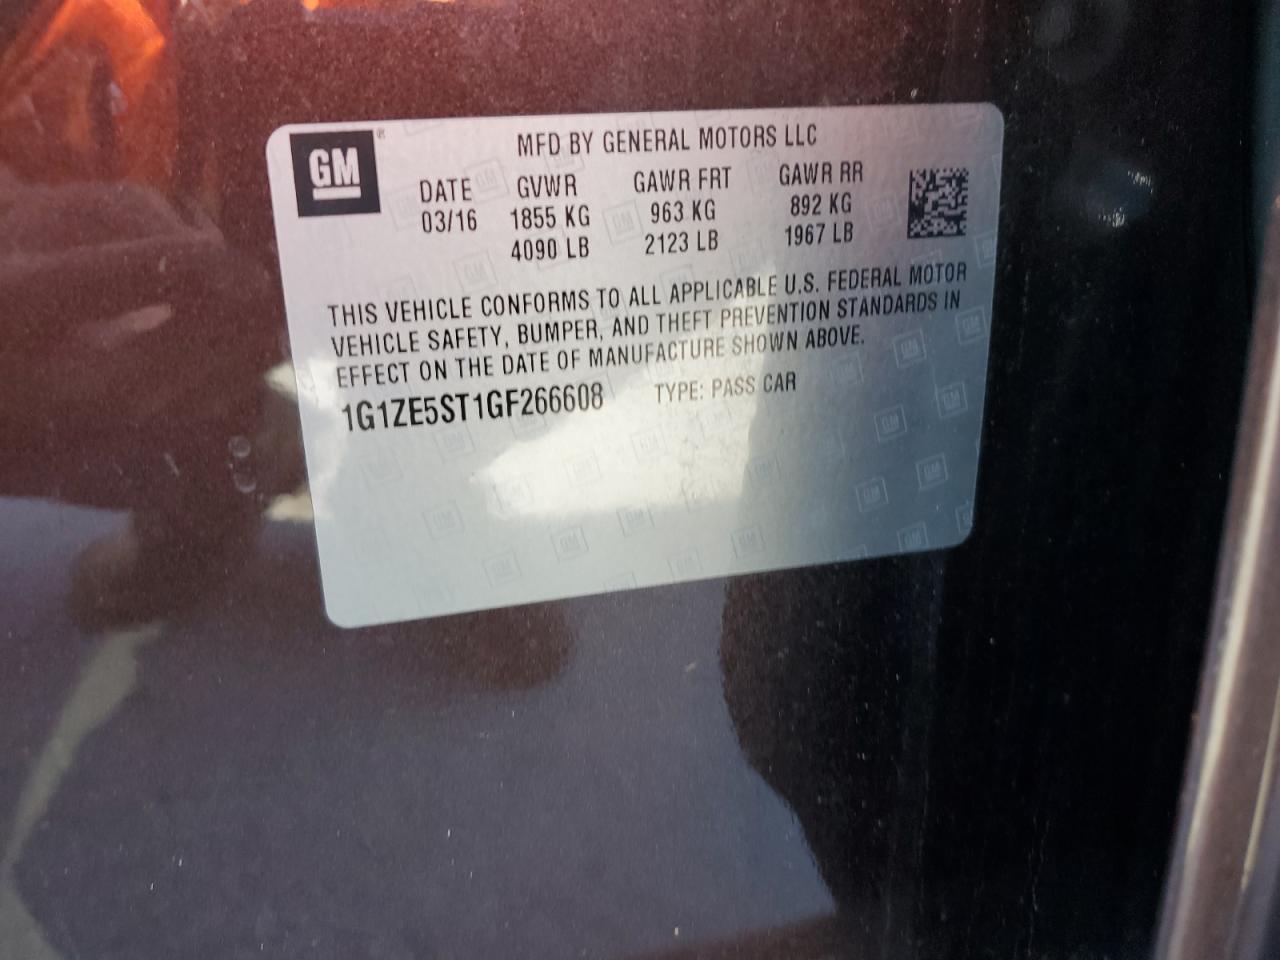 GM ®
MFD BY GENERAL MOTORS LLC
DATE GVWR GAWR FRT GAWR RR
03/16 1855 KG 963 KG 892 KG
4090 LB 2123 LB 1967 LB
THIS VEHICLE CONFORMS TO ALL APPLICABLE U.S. FEDERAL MOTOR
VEHICLE SAFETY, BUMPER, AND THEFT PREVENTION STANDARDS IN
EFFECT ON THE DATE OF MANUFACTURE SHOWN ABOVE.
1G1ZE5ST1GF266608 TYPE: PASS CAR